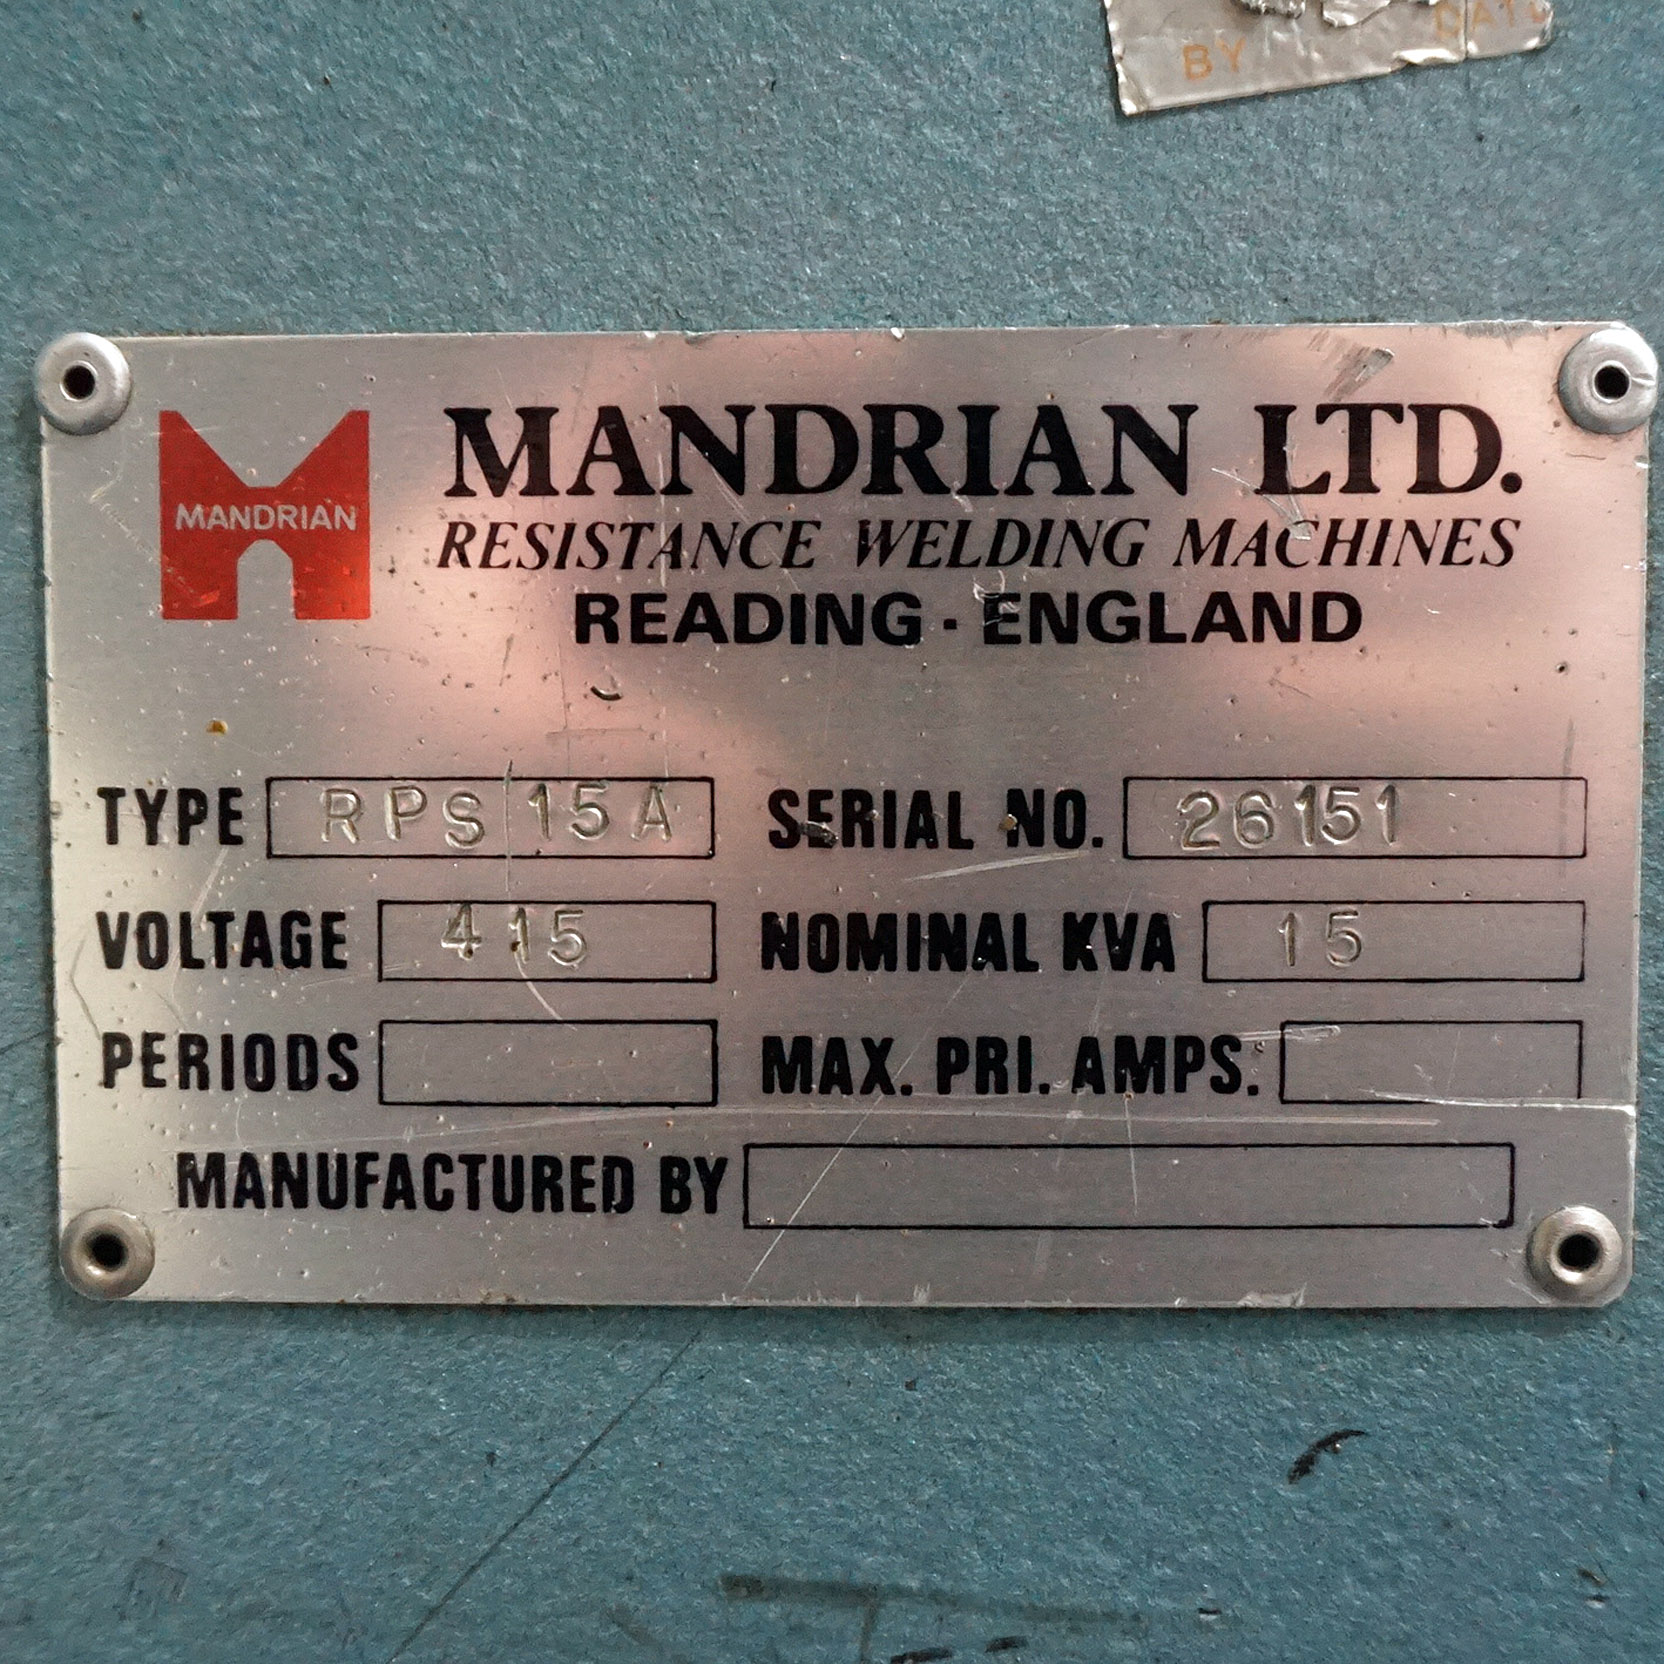 BY
MANDRIAN
MANDRIAN LTD.
RESISTANCE WELDING MACHINES
READING · ENGLAND
TYPE RPS 15A SERIAL NO. 26151
VOLTAGE 415 NOMINAL KVA 15
PERIODS MAX. PRI. AMPS.
MANUFACTURED BY